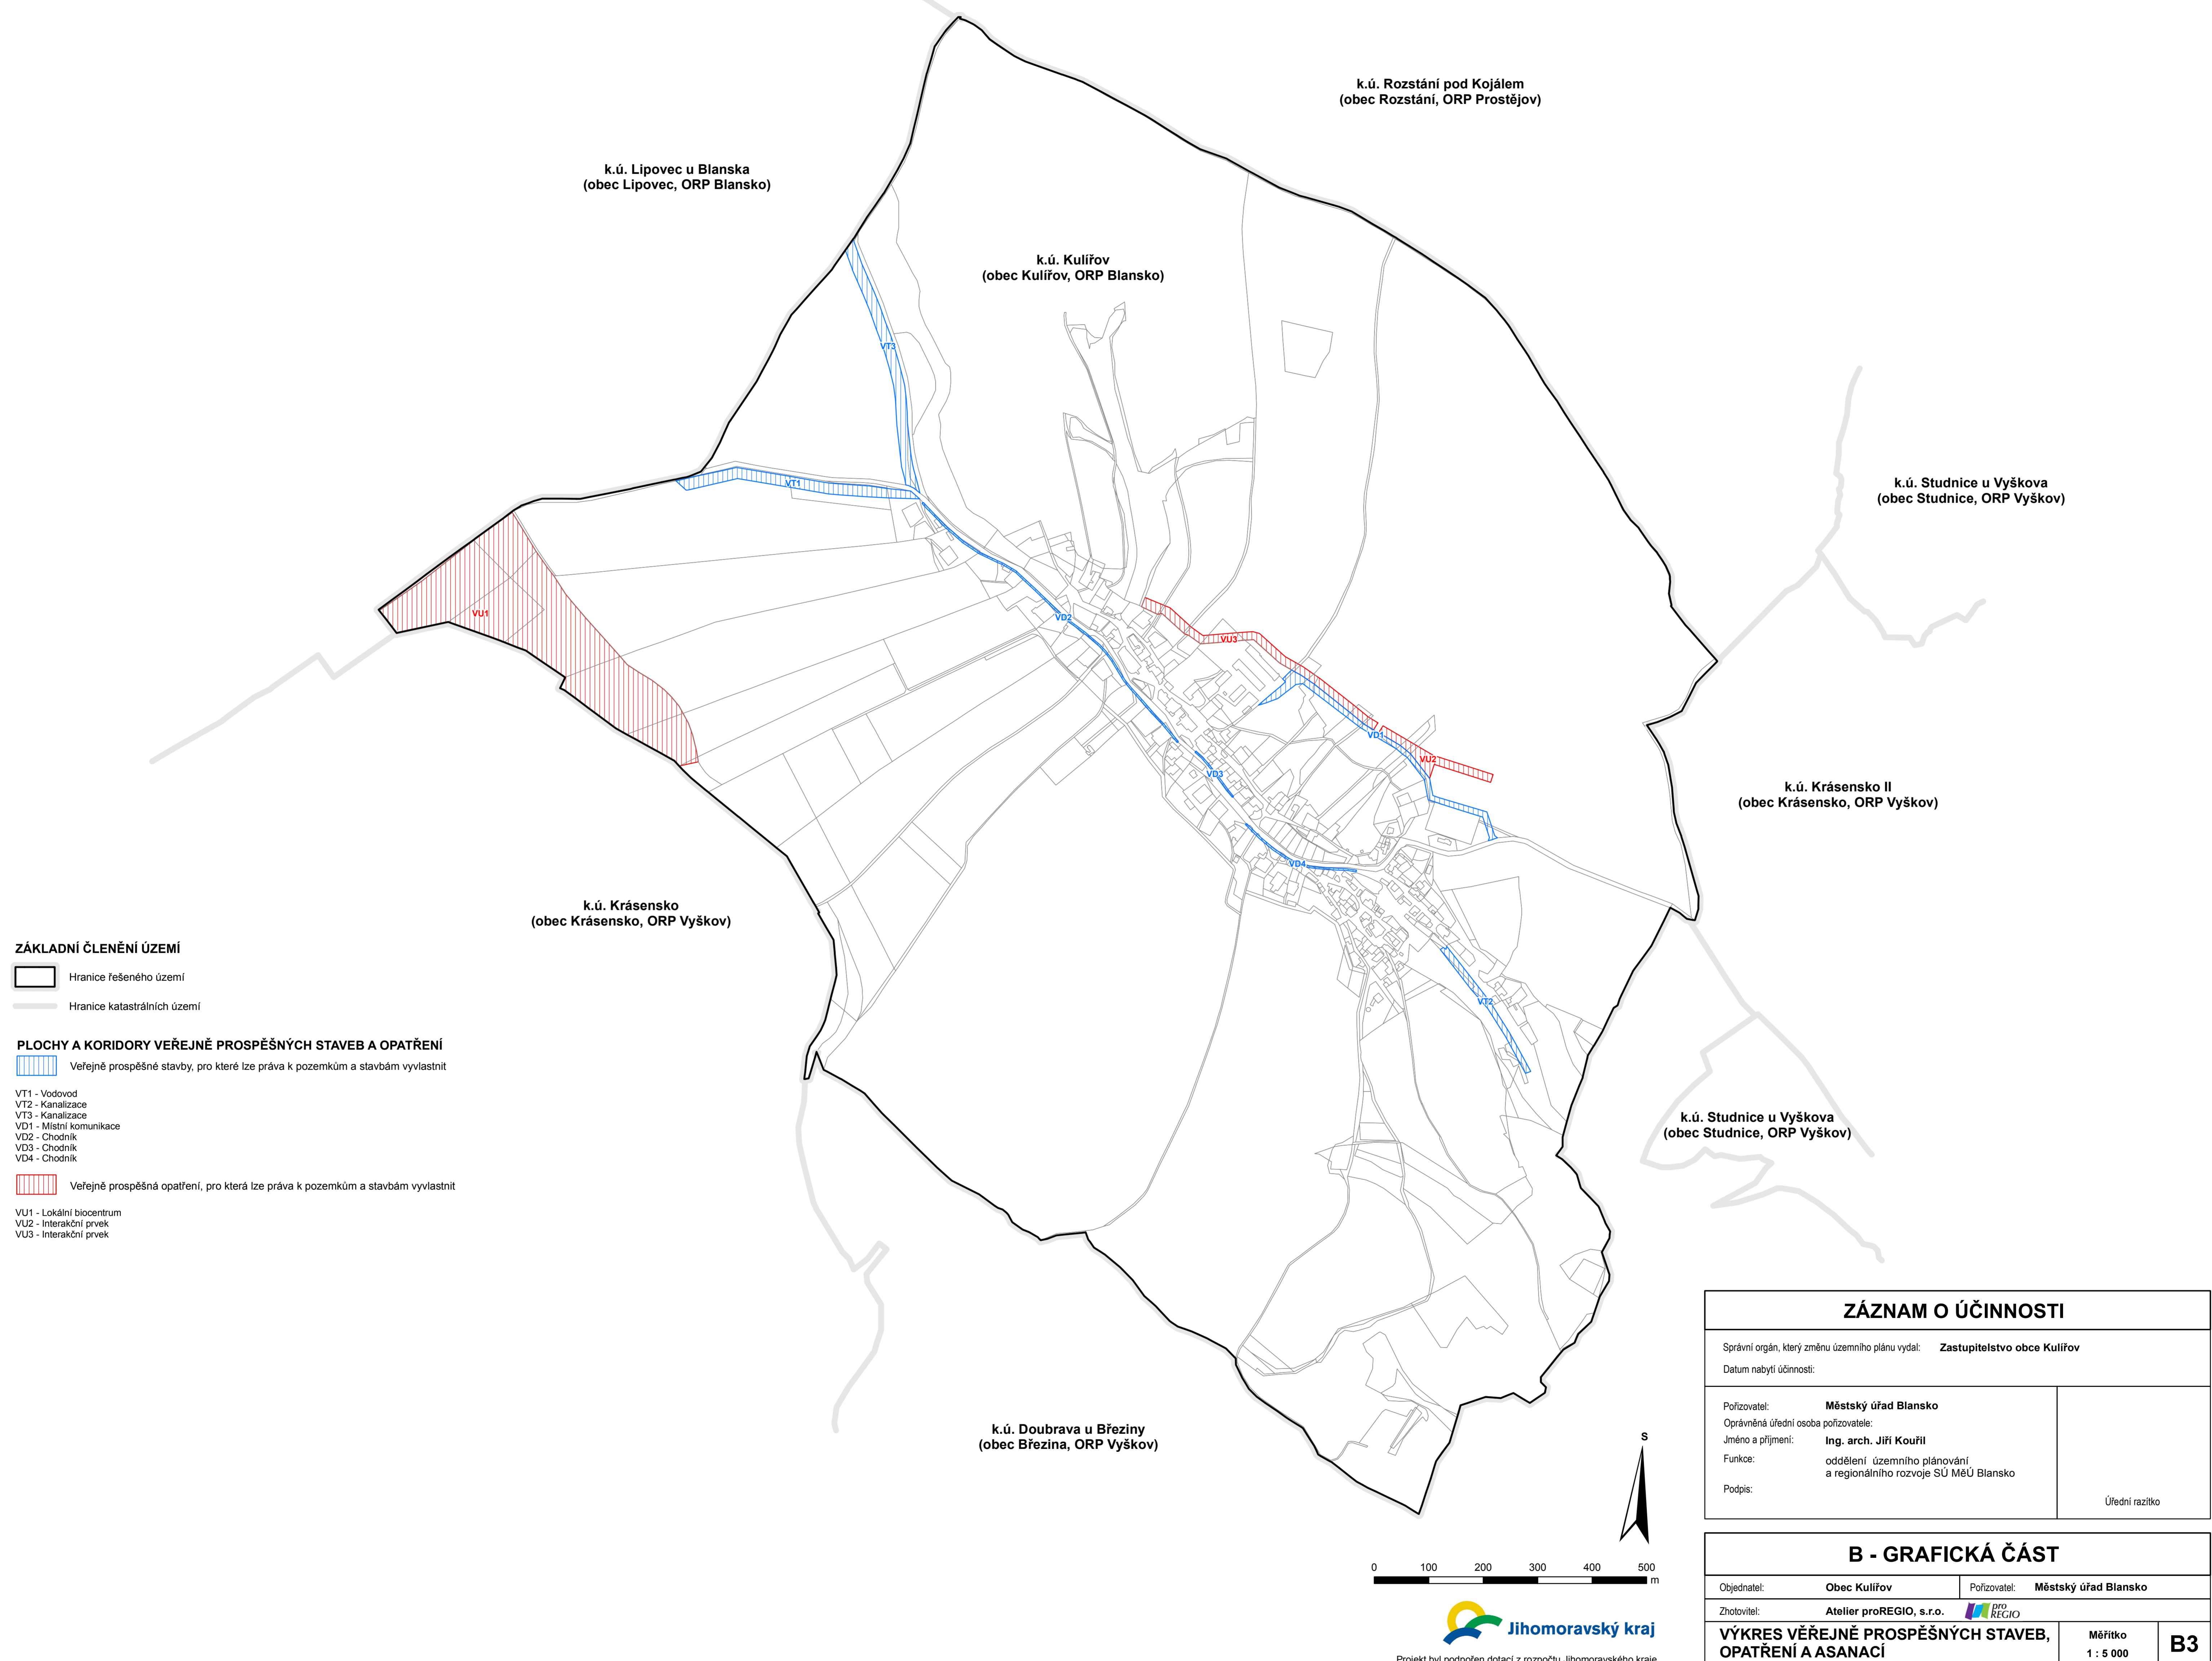 k.ú. Rozstání pod Kojálem
(obec Rozstání, ORP Prostějov)
k.ú. Lipovec u Blanska
(obec Lipovec, ORP Blansko)
k.ú. Kulířov
(obec Kulířov, ORP Blansko)
VT3
k.ú. Studnice u Vyškova
(obec Studnice, ORP Vyškov)
VT1
VU1
VD2
VU3
VD1
VU2
VD3
k.ú. Krásensko II
(obec Krásensko, ORP Vyškov)
VD4
k.ú. Krásensko
(obec Krásensko, ORP Vyškov)
VT2
k.ú. Studnice u Vyškova
(obec Studnice, ORP Vyškov)
k.ú. Doubrava u Březiny
(obec Březina, ORP Vyškov)
ZÁKLADNÍ ČLENĚNÍ ÚZEMÍ
Hranice řešeného území
Hranice katastrálních území
PLOCHY A KORIDORY VEŘEJNĚ PROSPĚŠNÝCH STAVEB A OPATŘENÍ
Veřejně prospěšné stavby, pro které lze práva k pozemkům a stavbám vyvlastnit
VT1 - Vodovod
VT2 - Kanalizace
VT3 - Kanalizace
VD1 - Místní komunikace
VD2 - Chodník
VD3 - Chodník
VD4 - Chodník
Veřejně prospěšná opatření, pro která lze práva k pozemkům a stavbám vyvlastnit
VU1 - Lokální biocentrum
VU2 - Interakční prvek
VU3 - Interakční prvek
S
0 100 200 300 400 500
m
Jihomoravský kraj
Projekt byl podpořen dotací z rozpočtu Jihomoravského kraje
ZÁZNAM O ÚČINNOSTI
Správní orgán, který změnu územního plánu vydal: Zastupitelstvo obce Kulířov
Datum nabytí účinnosti:
Pořizovatel: Městský úřad Blansko
Oprávněná úřední osoba pořizovatele:
Jméno a příjmení: Ing. arch. Jiří Kouřil
Funkce: oddělení územního plánování
a regionálního rozvoje SÚ MěÚ Blansko
Podpis:
Úřední razítko
B - GRAFICKÁ ČÁST
Objednatel: Obec Kulířov Pořizovatel: Městský úřad Blansko
Zhotovitel: Atelier proREGIO, s.r.o. pro REGIO
VÝKRES VĚŘEJNĚ PROSPĚŠNÝCH STAVEB,
OPATŘENÍ A ASANACÍ
Měřítko
1 : 5 000
B3